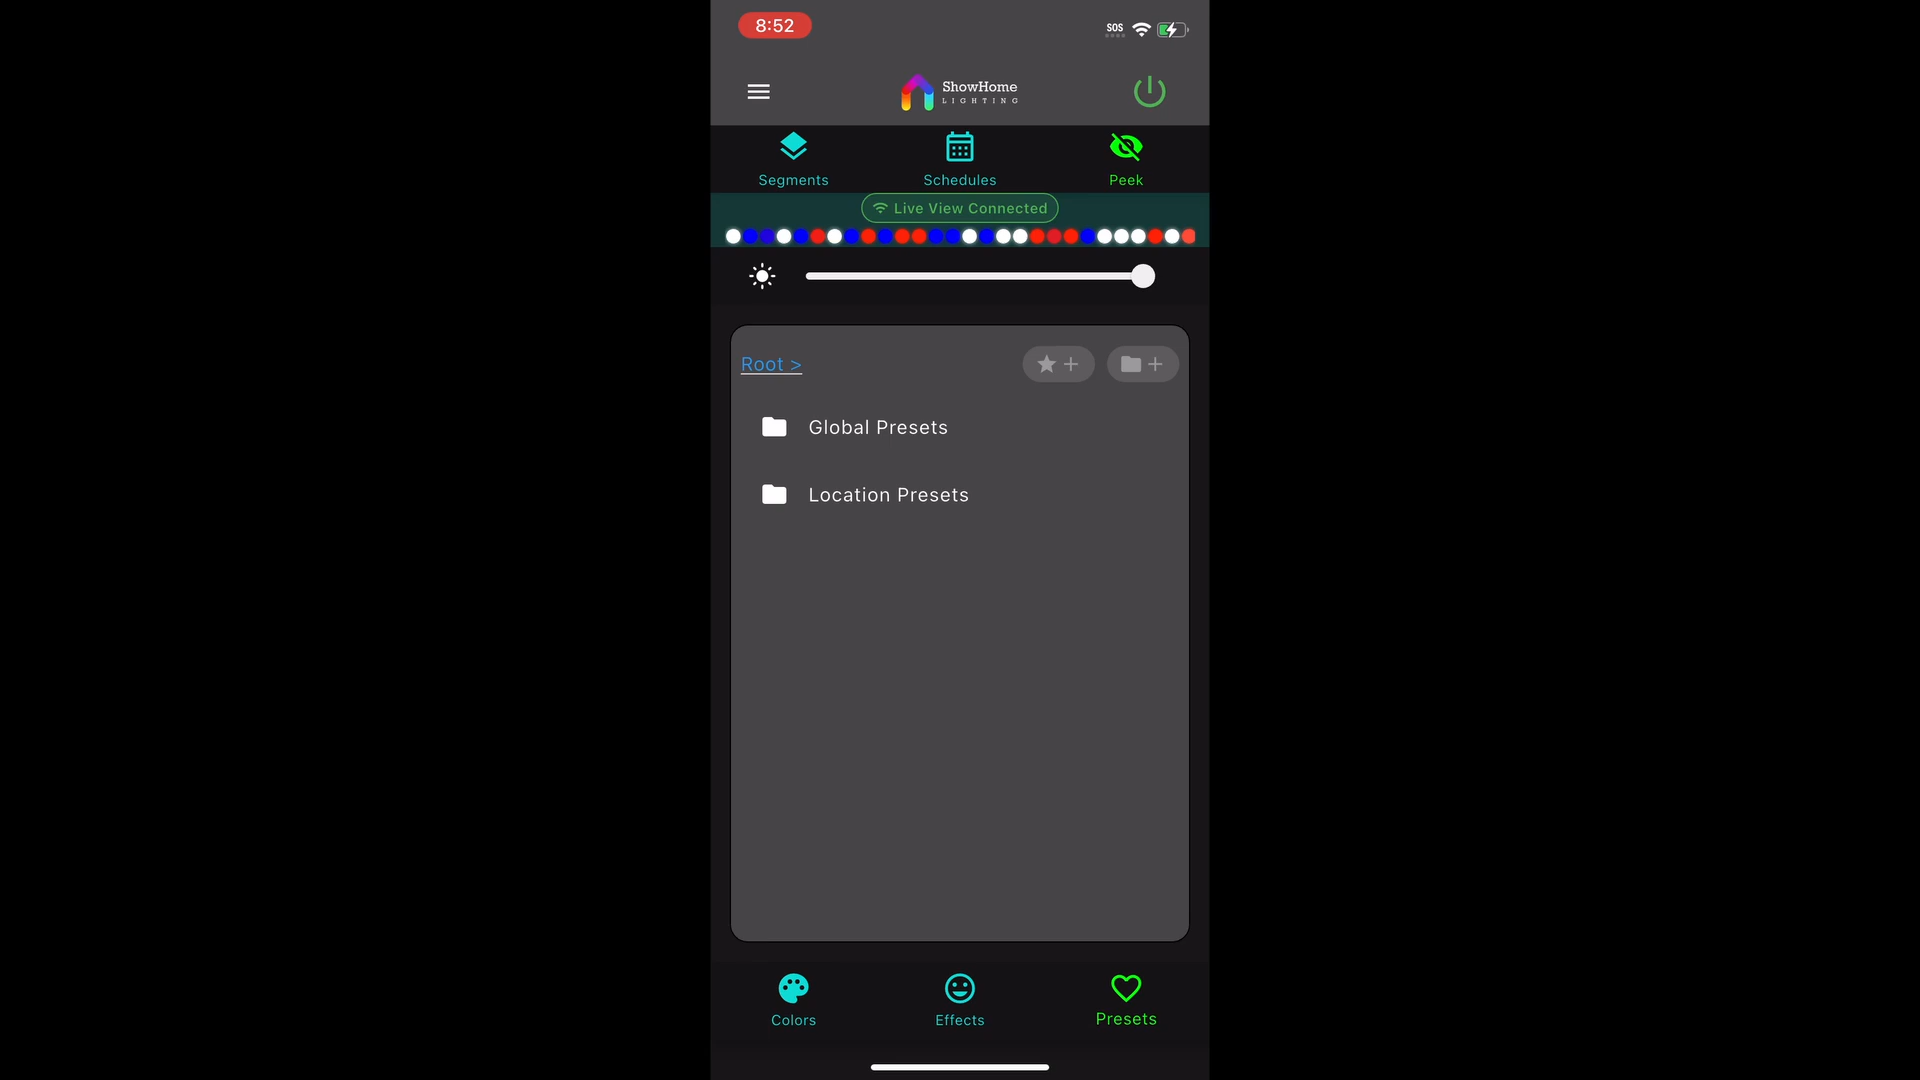 8:52
SOS
ShowHome
LIGHTING
Segments
Schedules
Peek
Live View Connected
Root >
Global Presets
Location Presets
Colors
Effects
Presets